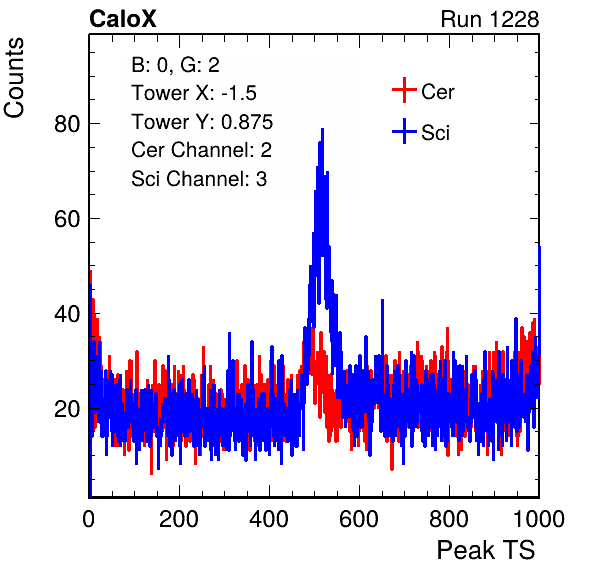 CaloX Run 1228
Counts
B: 0, G: 2
Tower X: -1.5
Tower Y: 0.875
Cer Channel: 2
Sci Channel: 3
Cer
Sci
80
60
40
20
0 200 400 600 800 1000
Peak TS